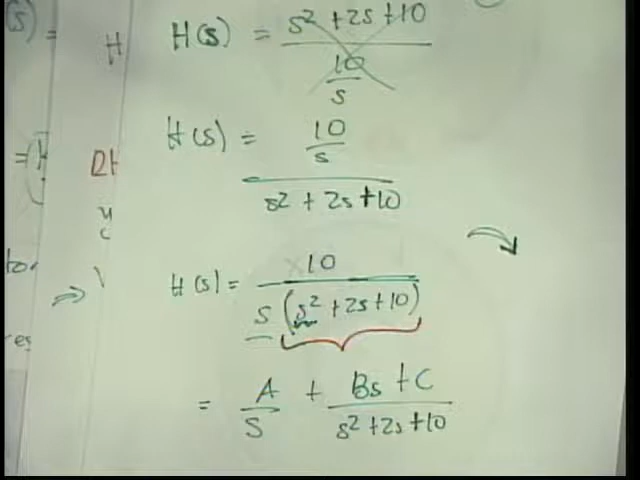 (s) =
H
H(s) = s² + 2s + 10 / 10/s
H(s) = 10/s / s² + 2s + 10
H(s) = 10 / s (s² + 2s + 10)
= A/s + Bs + C / s² + 2s + 10